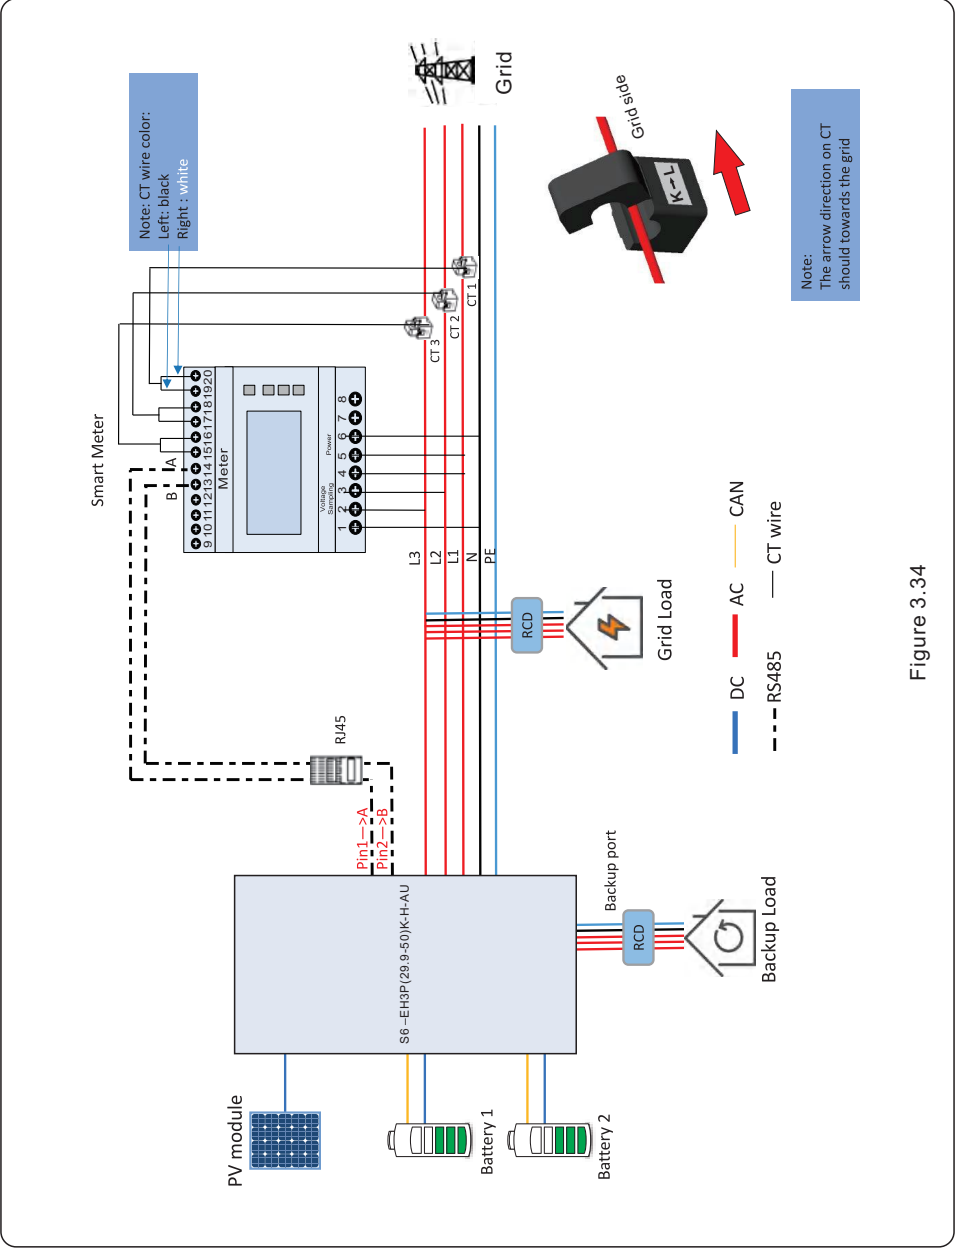 Smart Meter
Note: CT wire color:
Left: black
Right : white
B
A
9 10 11 12 13 14 15 16 17 18 19 20
Meter
Voltage
Sampling
Power
1 2 3 4 5 6 7 8
CT 3
CT 2
CT 1
Grid
L3
L2
L1
N
PE
RJ45
Pin1—>A
Pin2—>B
PV module
S6–EH3P(29.9-50)K-H-AU
Battery 1
Battery 2
Backup port
RCD
Backup Load
RCD
Grid Load
Grid side
K→L
Note:
The arrow direction on CT
should towards the grid
DC
AC
CAN
RS485
CT wire
Figure 3.34